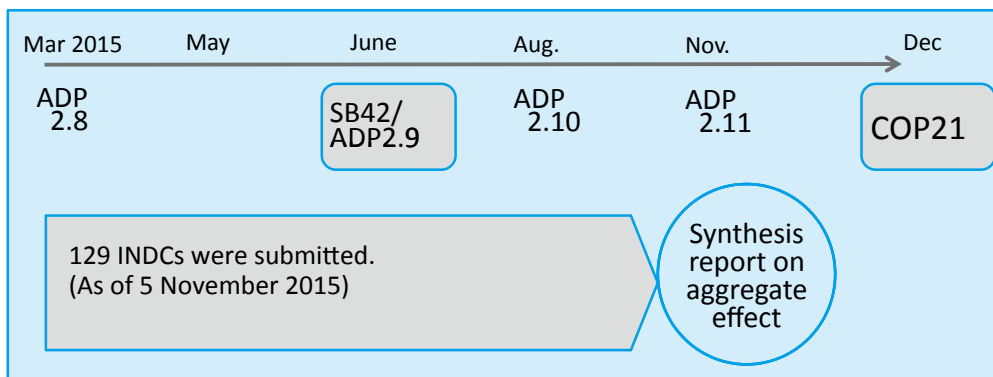 Mar 2015 May June Aug. Nov. Dec
ADP
2.8
SB42/
ADP2.9
ADP
2.10
ADP
2.11
COP21
129 INDCs were submitted.
(As of 5 November 2015)
Synthesis
report on
aggregate
effect